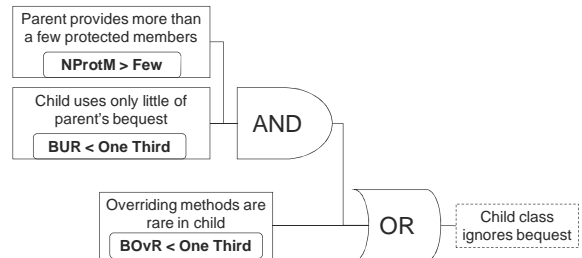 Parent provides more than
a few protected members
NProtM > Few
Child uses only little of
parent's bequest
BUR < One Third
AND
Overriding methods are
rare in child
BOvR < One Third
OR
Child class
ignores bequest